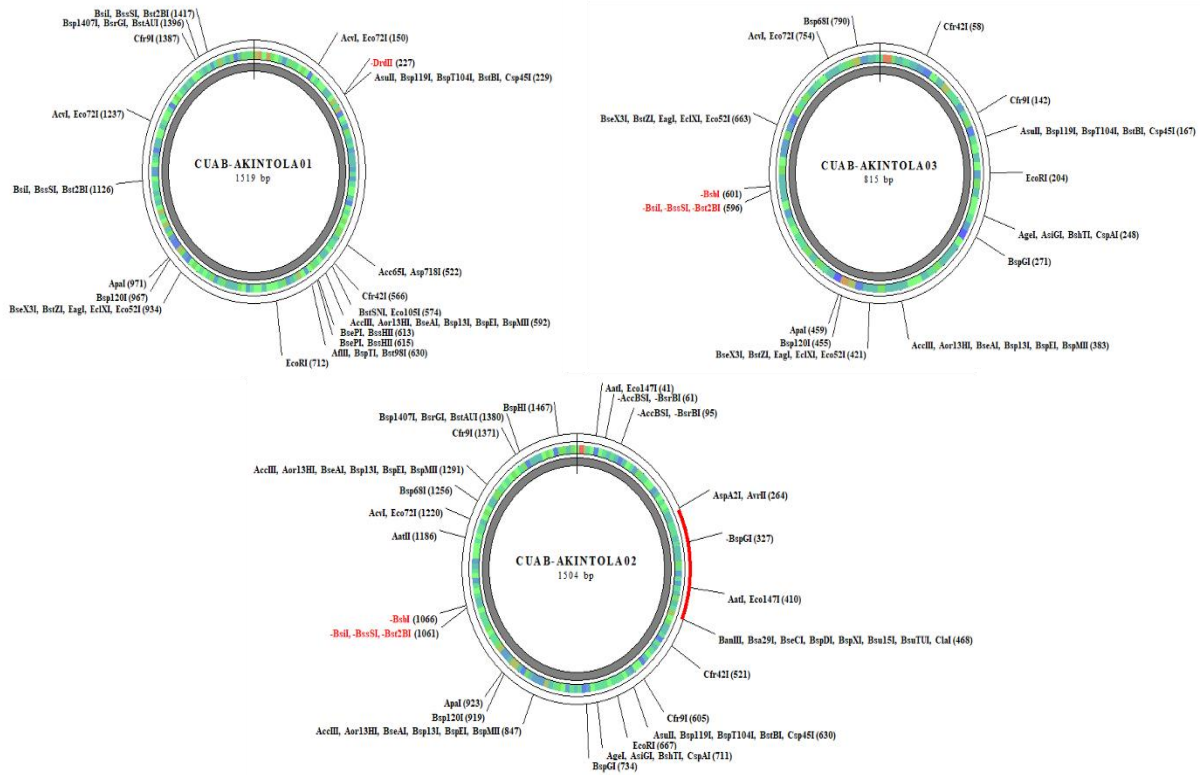 BsiI, BssSI, Bst2BI (1417)
Bsp1407I, BsrGI, BstAUI (1396)
Cfr9I (1387)
AcvI, Eco72I (150)
-DrdII (227)
AsuII, Bsp119I, BspT104I, BstBI, Csp45I (229)
AcvI, Eco72I (1237)
CUAB-AKINTOLA01
1519 bp
BsiI, BssSI, Bst2BI (1126)
Acc65I, Asp718I (522)
ApaI (971)
Cfr42I (566)
Bsp120I (967)
BstSNI, Eco105I (574)
BseX3I, BstZI, EagI, EclXI, Eco52I (934)
AccIII, Aor13HI, BseAI, Bsp13I, BspEI, BspMII (592)
BsePI, BssHII (613)
BsePI, BssHII (615)
AflII, BspTI, Bst98I (630)
EcoRI (712)
Bsp68I (790)
Cfr42I (58)
AcvI, Eco72I (754)
Cfr9I (142)
BseX3I, BstZI, EagI, EclXI, Eco52I (663)
AsuII, Bsp119I, BspT104I, BstBI, Csp45I (167)
CUAB-AKINTOLA03
815 bp
EcoRI (204)
-BsbI (601)
-BsiI, -BssSI, -Bst2BI (596)
AgeI, AsiGI, BshTI, CspAI (248)
BspGI (271)
ApaI (459)
Bsp120I (455)
AccIII, Aor13HI, BseAI, Bsp13I, BspEI, BspMII (383)
BseX3I, BstZI, EagI, EclXI, Eco52I (421)
AatI, Eco147I (41)
-AccBSI, -BsrBI (61)
BspHI (1467)
-AccBSI, -BsrBI (95)
Bsp1407I, BsrGI, BstAUI (1380)
Cfr9I (1371)
AccIII, Aor13HI, BseAI, Bsp13I, BspEI, BspMII (1291)
Bsp68I (1256)
AspA2I, AvrII (264)
AcvI, Eco72I (1220)
-BspGI (327)
AatII (1186)
CUAB-AKINTOLA02
1504 bp
AatI, Eco147I (410)
-BsbI (1066)
-BsiI, -BssSI, -Bst2BI (1061)
BanIII, Bsa29I, BseCI, BspDI, BspXI, Bsu15I, BsuTUI, ClaI (468)
Cfr42I (521)
ApaI (923)
Cfr9I (605)
Bsp120I (919)
AsuII, Bsp119I, BspT104I, BstBI, Csp45I (630)
AccIII, Aor13HI, BseAI, Bsp13I, BspEI, BspMII (847)
EcoRI (667)
AgeI, AsiGI, BshTI, CspAI (711)
BspGI (734)